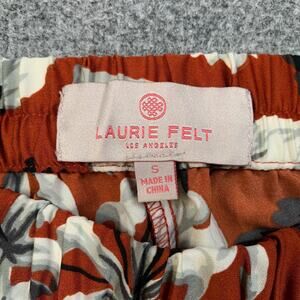 LAURIE FELT
LOS ANGELES
S
MADE IN
CHINA